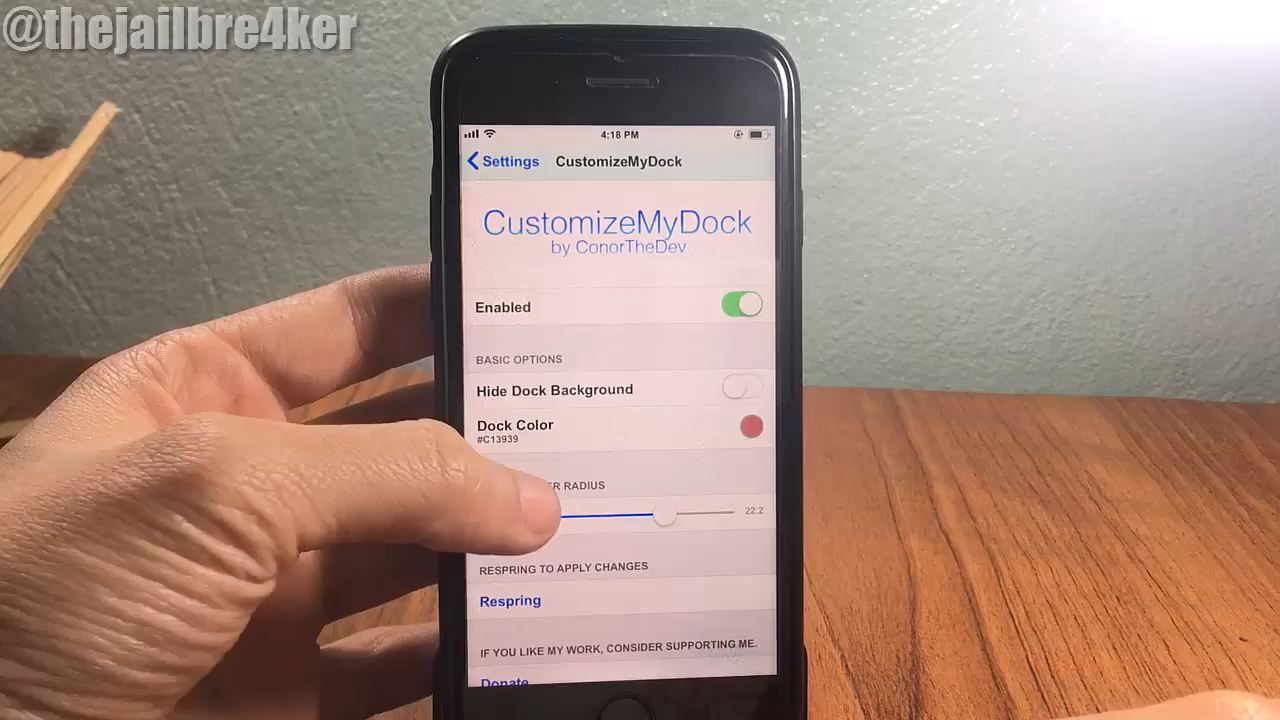 @thejailbre4ker
4:18 PM
Settings
CustomizeMyDock
CustomizeMyDock
by ConorTheDev
Enabled
BASIC OPTIONS
Hide Dock Background
Dock Color
#C13939
RADIUS
22.2
RESPRING TO APPLY CHANGES
Respring
IF YOU LIKE MY WORK, CONSIDER SUPPORTING ME.
Donate